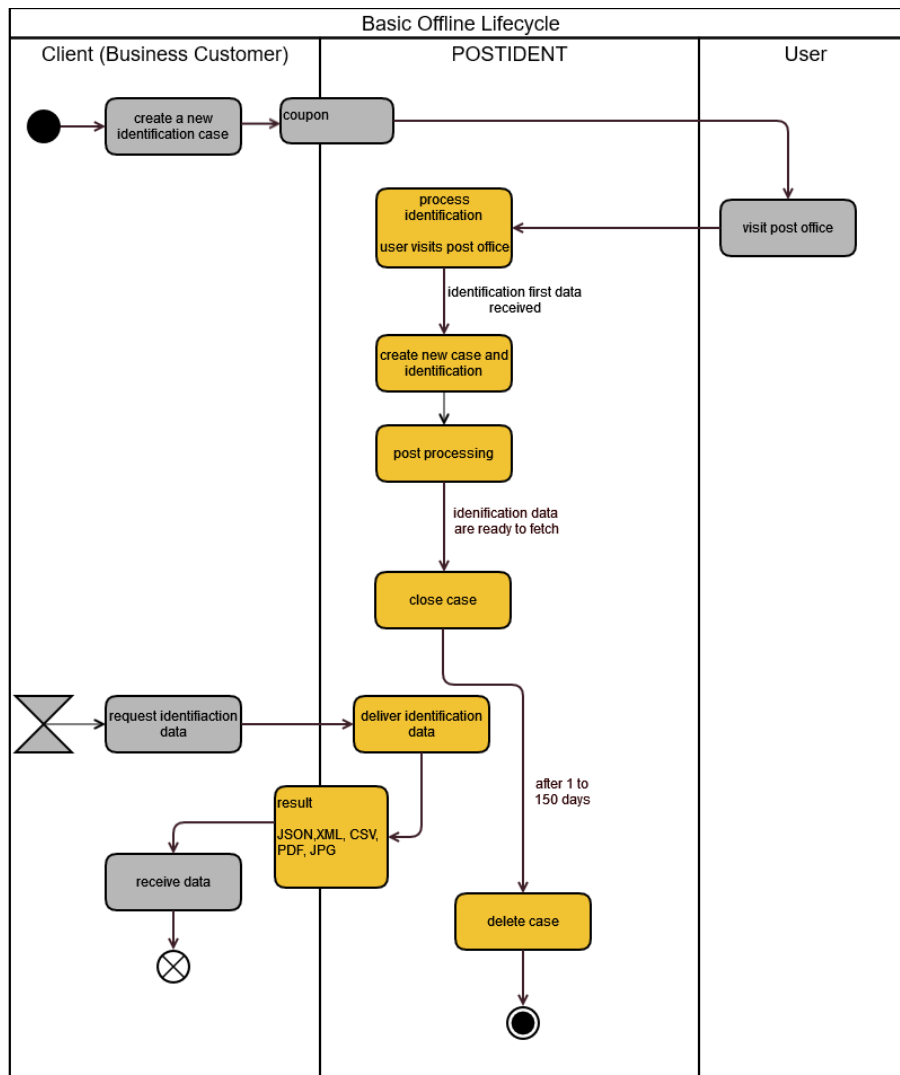 Basic Offline Lifecycle
Client (Business Customer)
POSTIDENT
User
create a new
identification case
coupon
process
identification
user visits post office
visit post office
identification first data
received
create new case and
identification
post processing
idenification data
are ready to fetch
close case
request identifiaction
data
deliver identification
data
after 1 to
150 days
result
JSON,XML, CSV,
PDF, JPG
receive data
delete case